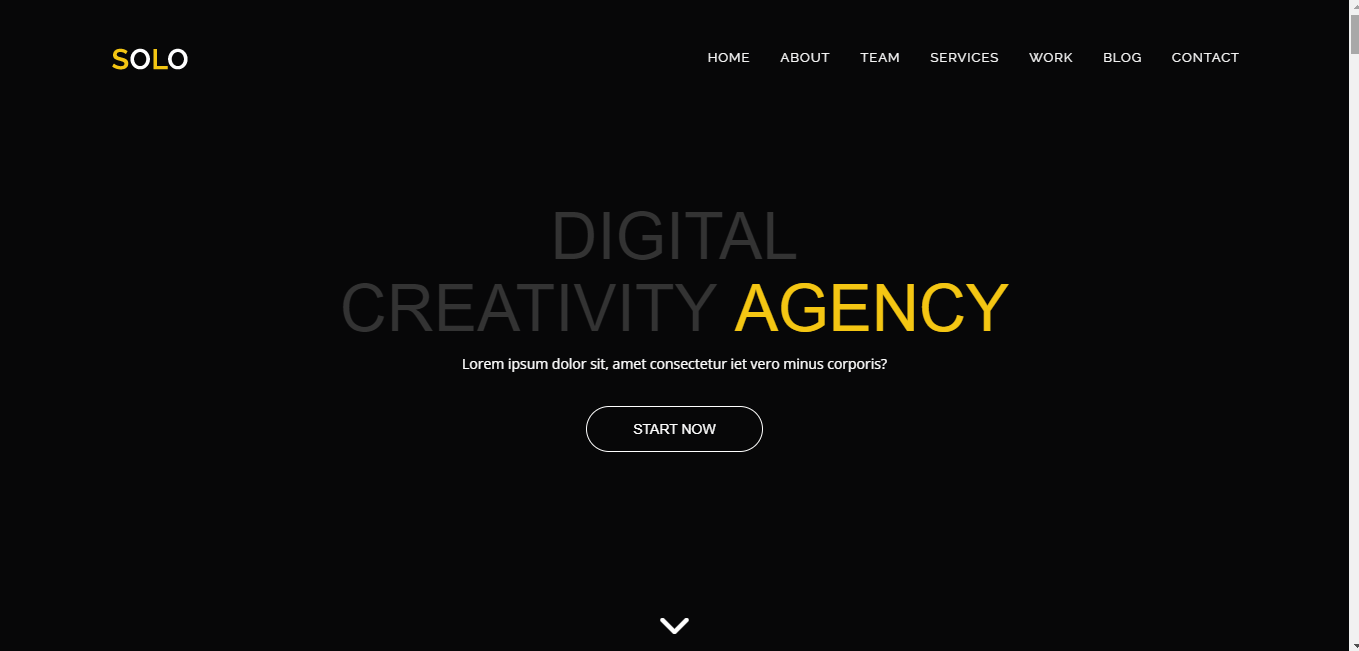 SOLO
HOME ABOUT TEAM SERVICES WORK BLOG CONTACT
DIGITAL
CREATIVITY AGENCY
Lorem ipsum dolor sit, amet consectetur iet vero minus corporis?
START NOW